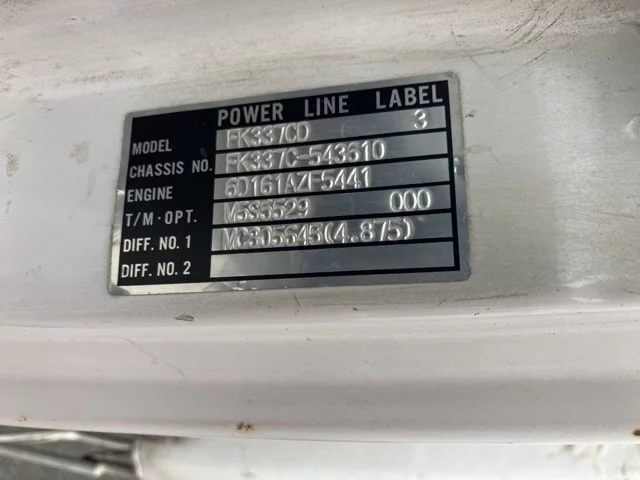 POWER LINE LABEL
MODEL FK337CD 3
CHASSIS NO. FK337C-543610
ENGINE 6D161AZF5441
T/M·OPT. M5S5529 000
DIFF. NO. 1 MC805645(4.875)
DIFF. NO. 2